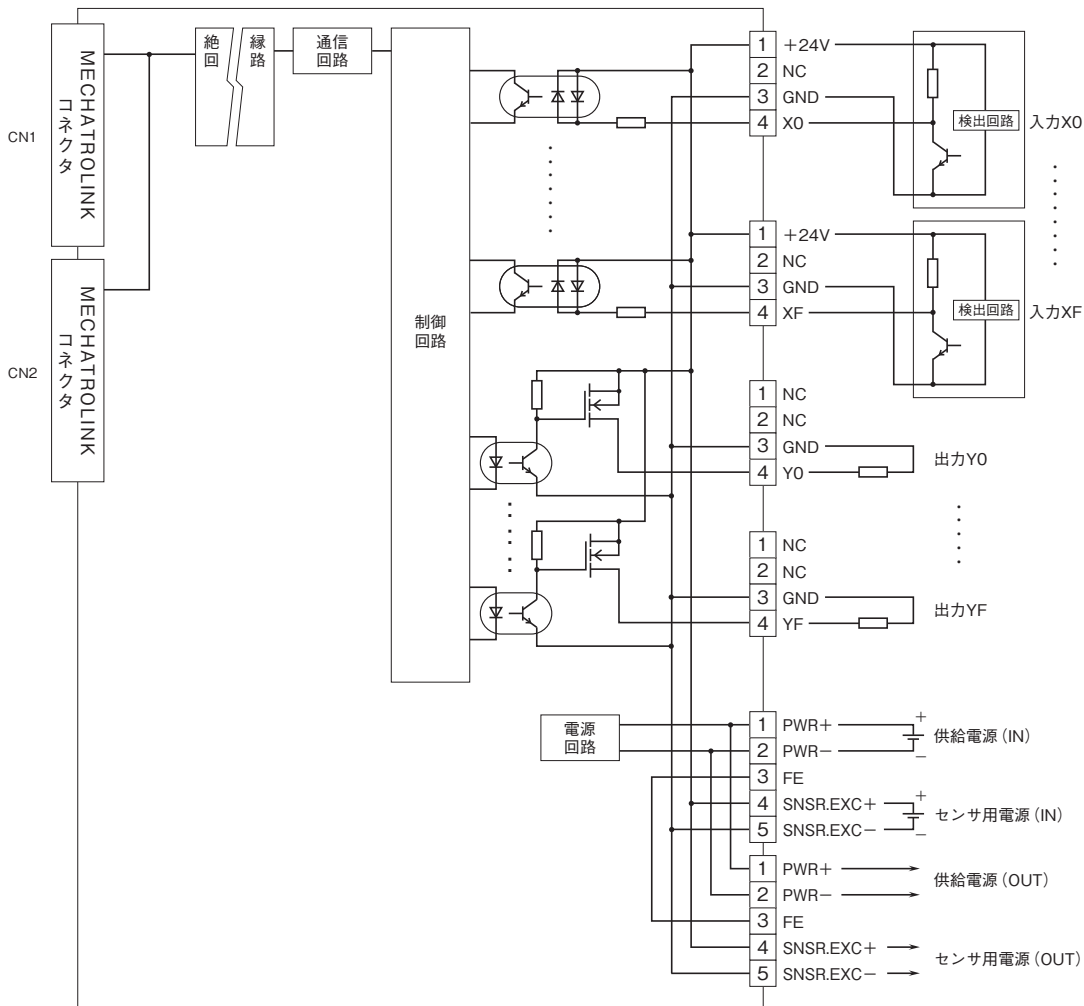 CN1
MECHATROLINK
コネクタ
CN2
MECHATROLINK
コネクタ
絶縁
回路
通信
回路
制御
回路
1 +24V
2 NC
3 GND
4 X0
検出回路
入力X0
1 +24V
2 NC
3 GND
4 XF
検出回路
入力XF
1 NC
2 NC
3 GND
4 Y0
出力Y0
1 NC
2 NC
3 GND
4 YF
出力YF
電源
回路
1 PWR+
2 PWR−
3 FE
4 SNSR.EXC+
5 SNSR.EXC−
+
−
供給電源(IN)
+
−
センサ用電源(IN)
1 PWR+
2 PWR−
3 FE
4 SNSR.EXC+
5 SNSR.EXC−
供給電源(OUT)
センサ用電源(OUT)